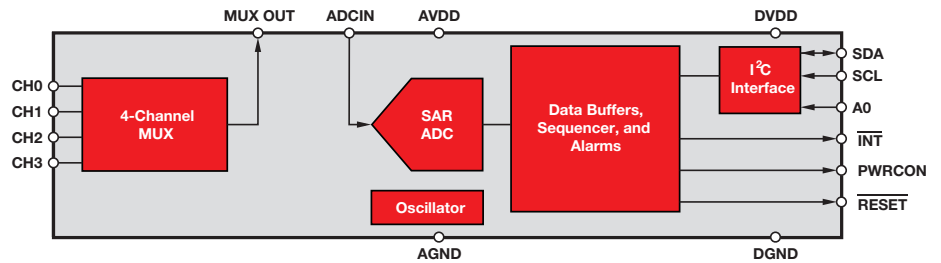 MUX OUT ADCIN AVDD DVDD
CH0
CH1
CH2
CH3
4-Channel
MUX
SAR
ADC
Oscillator
Data Buffers,
Sequencer, and
Alarms
I²C
Interface
SDA
SCL
A0
INT
PWRCON
RESET
AGND DGND